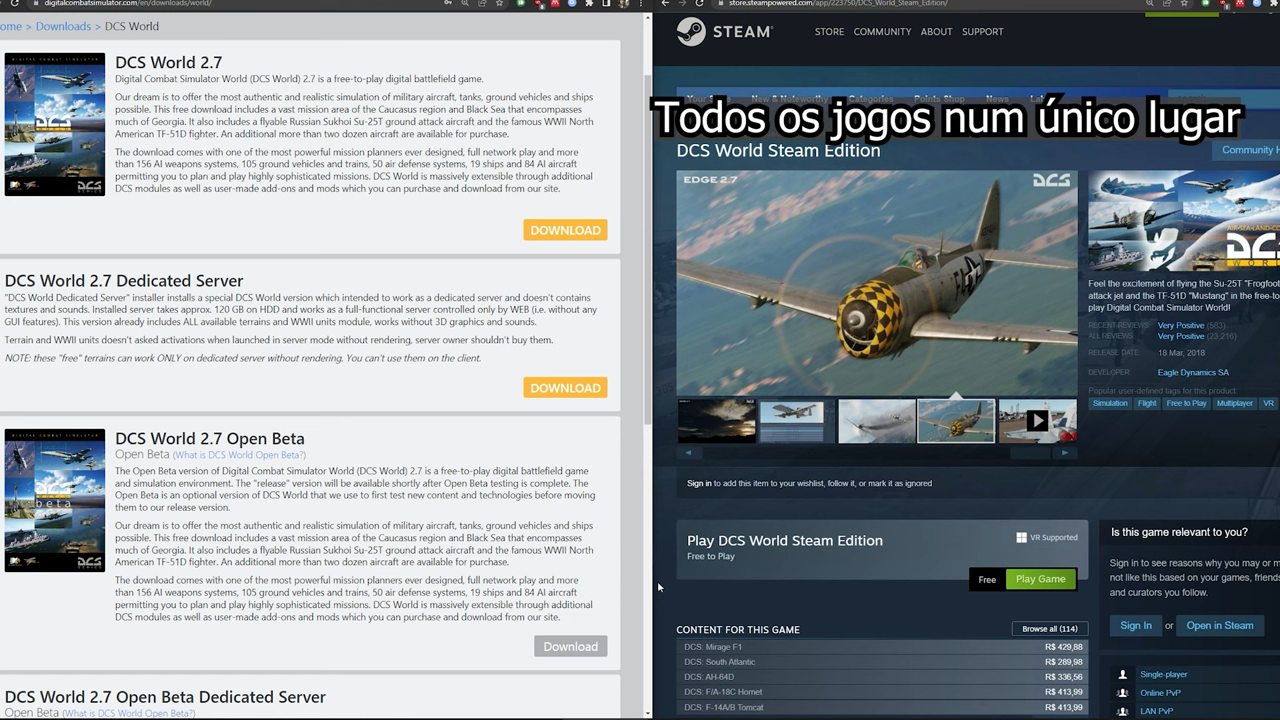 digitalcombatsimulator.com/en/downloads/world/
ome > Downloads > DCS World
DCS World 2.7
Digital Combat Simulator World (DCS World) 2.7 is a free-to-play digital battlefield game.
Our dream is to offer the most authentic and realistic simulation of military aircraft, tanks, ground vehicles and ships
possible. This free download includes a vast mission area of the Caucasus region and Black Sea that encompasses
much of Georgia. It also includes a flyable Russian Sukhoi Su-25T ground attack aircraft and the famous WWII North
American TF-51D fighter. An additional more than two dozen aircraft are available for purchase.
The download comes with one of the most powerful mission planners ever designed, full network play and more
than 156 AI weapons systems, 105 ground vehicles and trains, 50 air defense systems, 19 ships and 84 AI aircraft
permitting you to plan and play highly sophisticated missions. DCS World is massively extensible through additional
DCS modules as well as user-made add-ons and mods which you can purchase and download from our site.
DOWNLOAD
DCS World 2.7 Dedicated Server
"DCS World Dedicated Server" installer installs a special DCS World version which intended to work as a dedicated server and doesn't contains
textures and sounds. Installed server takes approx. 120 GB on HDD and works as a full-functional server controlled only by WEB (i.e. without any
GUI features). This version already includes ALL available terrains and WWII units module, works without 3D graphics and sounds.
Terrain and WWII units doesn't asked activations when launched in server mode without rendering, server owner shouldn't buy them.
NOTE: these "free" terrains can work ONLY on dedicated server without rendering. You can't use them on the client.
DOWNLOAD
DCS World 2.7 Open Beta
Open Beta (What is DCS World Open Beta?)
The Open Beta version of Digital Combat Simulator World (DCS World) 2.7 is a free-to-play digital battlefield game
and simulation environment. The "release" version will be available shortly after Open Beta testing is complete. The
Open Beta is an optional version of DCS World that we use to first test new content and technologies before moving
them to our release version.
Our dream is to offer the most authentic and realistic simulation of military aircraft, tanks, ground vehicles and ships
possible. This free download includes a vast mission area of the Caucasus region and Black Sea that encompasses
much of Georgia. It also includes a flyable Russian Sukhoi Su-25T ground attack aircraft and the famous WWII North
American TF-51D fighter. An additional more than two dozen aircraft are available for purchase.
The download comes with one of the most powerful mission planners ever designed, full network play and more
than 156 AI weapons systems, 105 ground vehicles and trains, 50 air defense systems, 19 ships and 84 AI aircraft
permitting you to plan and play highly sophisticated missions. DCS World is massively extensible through additional
DCS modules as well as user-made add-ons and mods which you can purchase and download from our site.
Download
DCS World 2.7 Open Beta Dedicated Server
Open Beta (What is DCS World Open Beta?)
store.steampowered.com/app/223750/DCS_World_Steam_Edition/
STEAM
STORE COMMUNITY ABOUT SUPPORT
New & Noteworthy Categories Points Shop News
Todos os jogos num único lugar
DCS World Steam Edition
Community H
EDGE 2.7
DCS
Feel the excitement of flying the Su-25T "Frogfoot"
attack jet and the TF-51D "Mustang" in the free-to-
play Digital Combat Simulator World!
RECENT REVIEWS: Very Positive (583)
ALL REVIEWS: Very Positive (23,216)
RELEASE DATE: 18 Mar, 2018
DEVELOPER: Eagle Dynamics SA
Popular user-defined tags for this product
Simulation Flight Free to Play Multiplayer VR
Sign in to add this item to your wishlist, follow it, or mark it as ignored
Play DCS World Steam Edition
Free to Play
VR Supported
Free Play Game
Is this game relevant to you?
Sign in to see reasons why you may or m
not like this based on your games, friends
and curators you follow.
Sign In or Open in Steam
CONTENT FOR THIS GAME
Browse all (114)
DCS: Mirage F1 R$ 429,88
DCS: South Atlantic R$ 289,98
DCS: AH-64D R$ 336,56
DCS: F/A-18C Hornet R$ 413,99
DCS: F-14A/B Tomcat R$ 413,99
Single-player
Online PvP
LAN PvP